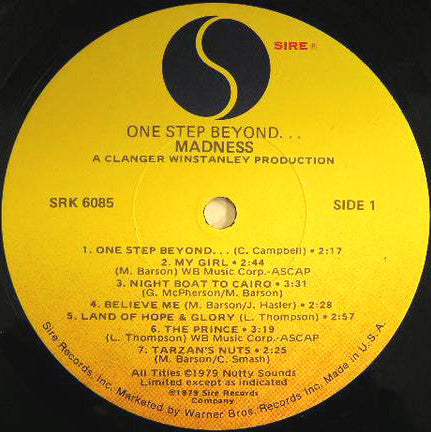 SIRE®
ONE STEP BEYOND...
MADNESS
A CLANGER WINSTANLEY PRODUCTION
SRK 6085
SIDE 1
1. ONE STEP BEYOND... (C. Campbell) • 2:17
2. MY GIRL • 2:44
(M. Barson) WB Music Corp.-ASCAP
3. NIGHT BOAT TO CAIRO • 3:31
(G. McPherson/M. Barson)
4. BELIEVE ME (M. Barson/J. Hasler) • 2:28
5. LAND OF HOPE & GLORY (L. Thompson) • 2:57
6. THE PRINCE • 3:19
(L. Thompson) WB Music Corp.-ASCAP
7. TARZAN'S NUTS • 2:25
(M. Barson/C. Smash)
All Titles ©1979 Nutty Sounds
Limited except as indicated
℗1979 Sire Records
Company
Sire Records Inc. Marketed by Warner Bros. Records Inc. Made in U.S.A.